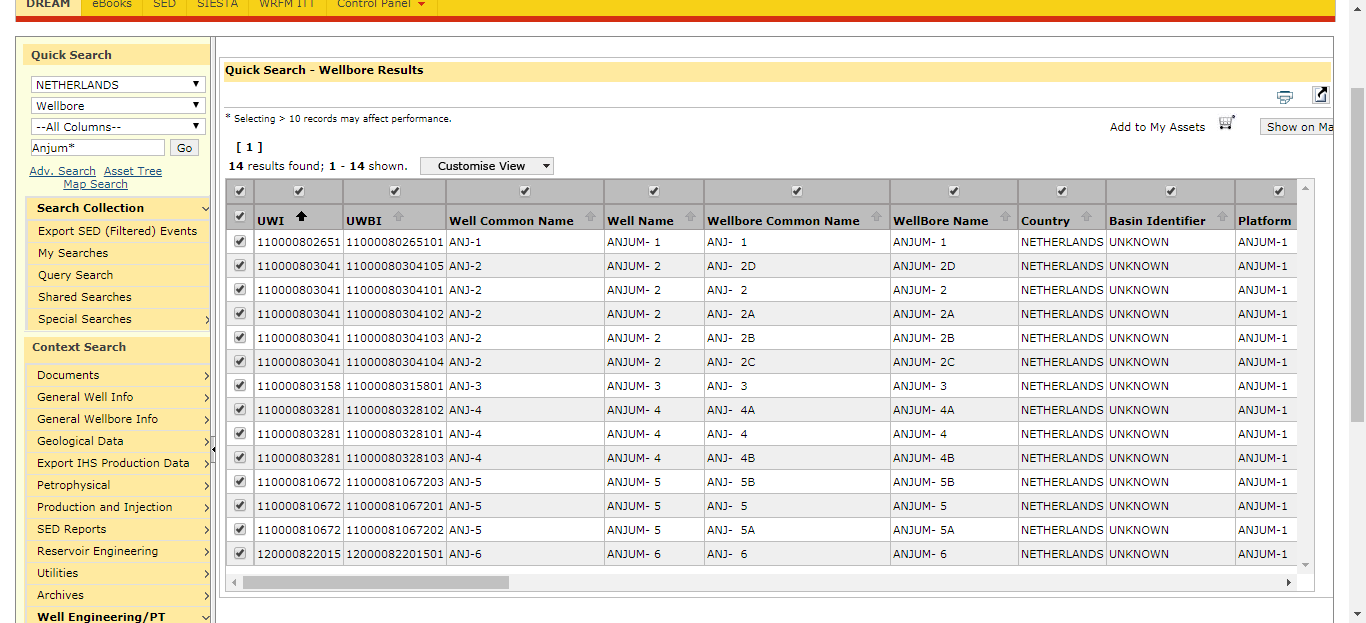 DREAM eBooks SED SIESTA WRFM ITT Control Panel
Quick Search
NETHERLANDS
Wellbore
--All Columns--
Anjum* Go
Adv. Search Asset Tree
Map Search
Search Collection
Export SED (Filtered) Events
My Searches
Query Search
Shared Searches
Special Searches
Context Search
Documents
General Well Info
General Wellbore Info
Geological Data
Export IHS Production Data
Petrophysical
Production and Injection
SED Reports
Reservoir Engineering
Utilities
Archives
Well Engineering/PT
Quick Search - Wellbore Results
* Selecting > 10 records may affect performance.
Add to My Assets Show on Ma
[ 1 ]
14 results found; 1 - 14 shown. Customise View
UWI UWBI Well Common Name Well Name Wellbore Common Name WellBore Name Country Basin Identifier Platform
110000802651 11000080265101 ANJ-1 ANJUM- 1 ANJ- 1 ANJUM- 1 NETHERLANDS UNKNOWN ANJUM-1
110000803041 11000080304105 ANJ-2 ANJUM- 2 ANJ- 2D ANJUM- 2D NETHERLANDS UNKNOWN ANJUM-1
110000803041 11000080304101 ANJ-2 ANJUM- 2 ANJ- 2 ANJUM- 2 NETHERLANDS UNKNOWN ANJUM-1
110000803041 11000080304102 ANJ-2 ANJUM- 2 ANJ- 2A ANJUM- 2A NETHERLANDS UNKNOWN ANJUM-1
110000803041 11000080304103 ANJ-2 ANJUM- 2 ANJ- 2B ANJUM- 2B NETHERLANDS UNKNOWN ANJUM-1
110000803041 11000080304104 ANJ-2 ANJUM- 2 ANJ- 2C ANJUM- 2C NETHERLANDS UNKNOWN ANJUM-1
110000803158 11000080315801 ANJ-3 ANJUM- 3 ANJ- 3 ANJUM- 3 NETHERLANDS UNKNOWN ANJUM-1
110000803281 11000080328102 ANJ-4 ANJUM- 4 ANJ- 4A ANJUM- 4A NETHERLANDS UNKNOWN ANJUM-1
110000803281 11000080328101 ANJ-4 ANJUM- 4 ANJ- 4 ANJUM- 4 NETHERLANDS UNKNOWN ANJUM-1
110000803281 11000080328103 ANJ-4 ANJUM- 4 ANJ- 4B ANJUM- 4B NETHERLANDS UNKNOWN ANJUM-1
110000810672 11000081067203 ANJ-5 ANJUM- 5 ANJ- 5B ANJUM- 5B NETHERLANDS UNKNOWN ANJUM-1
110000810672 11000081067201 ANJ-5 ANJUM- 5 ANJ- 5 ANJUM- 5 NETHERLANDS UNKNOWN ANJUM-1
110000810672 11000081067202 ANJ-5 ANJUM- 5 ANJ- 5A ANJUM- 5A NETHERLANDS UNKNOWN ANJUM-1
120000822015 12000082201501 ANJ-6 ANJUM- 6 ANJ- 6 ANJUM- 6 NETHERLANDS UNKNOWN ANJUM-1